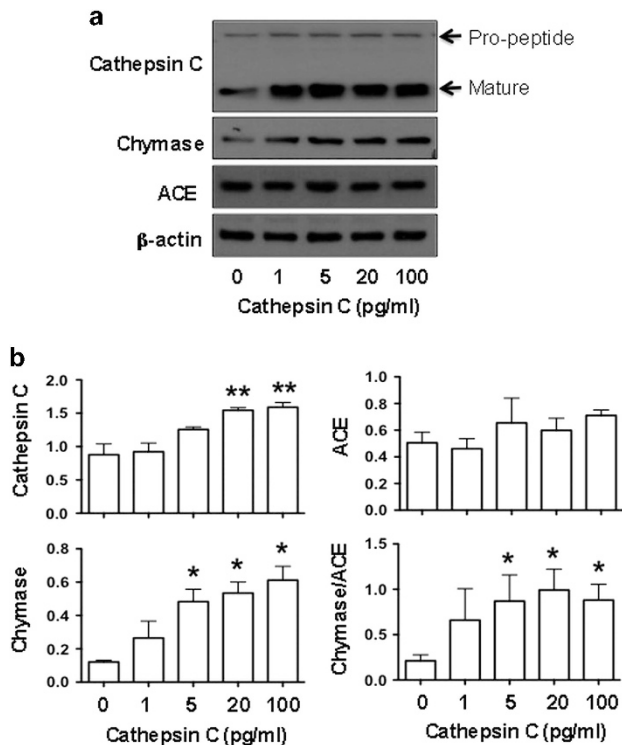 a
Cathepsin C
Pro-peptide
Mature
Chymase
ACE
β-actin
0 1 5 20 100
Cathepsin C (pg/ml)
b
Cathepsin C
2.0
1.5
1.0
0.5
0.0
** **
ACE
1.0
0.8
0.6
0.4
0.2
0.0
Chymase
0.8
0.6
0.4
0.2
0.0
* * *
0 1 5 20 100
Cathepsin C (pg/ml)
Chymase/ACE
1.5
1.0
0.5
0.0
* * *
0 1 5 20 100
Cathepsin C (pg/ml)